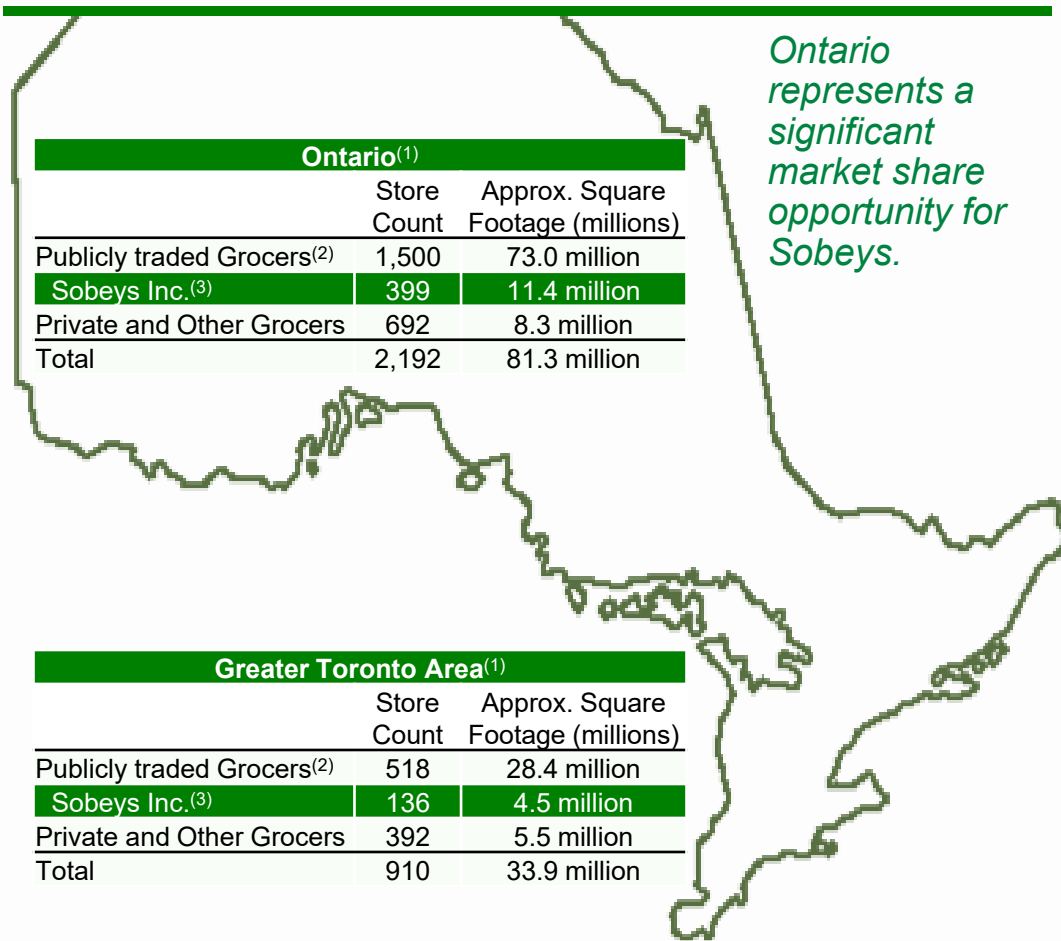 Ontario
represents a
significant
market share
opportunity for
Sobeys.
Ontario(1)
Store Count Approx. Square Footage (millions)
Publicly traded Grocers(2) 1,500 73.0 million
Sobeys Inc.(3) 399 11.4 million
Private and Other Grocers 692 8.3 million
Total 2,192 81.3 million
Greater Toronto Area(1)
Store Count Approx. Square Footage (millions)
Publicly traded Grocers(2) 518 28.4 million
Sobeys Inc.(3) 136 4.5 million
Private and Other Grocers 392 5.5 million
Total 910 33.9 million